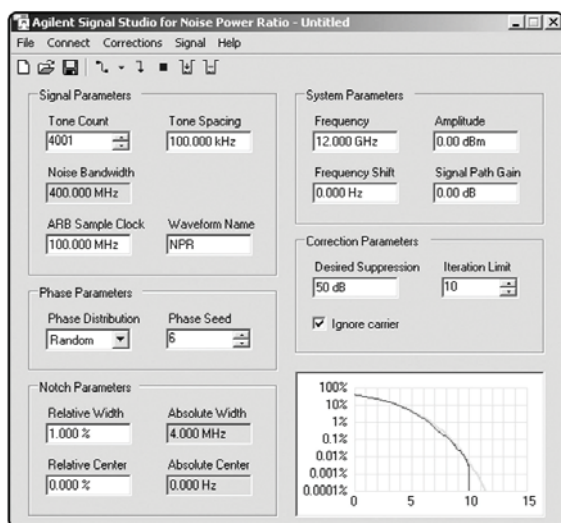 Agilent Signal Studio for Noise Power Ratio - Untitled
File Connect Corrections Signal Help
Signal Parameters
Tone Count Tone Spacing
4001 100.000 kHz
Noise Bandwidth
400.000 MHz
ARB Sample Clock Waveform Name
100.000 MHz NPR
Phase Parameters
Phase Distribution Phase Seed
Random 6
Notch Parameters
Relative Width Absolute Width
1.000 % 4.000 MHz
Relative Center Absolute Center
0.000 % 0.000 Hz
System Parameters
Frequency Amplitude
12.000 GHz 0.00 dBm
Frequency Shift Signal Path Gain
0.000 Hz 0.00 dB
Correction Parameters
Desired Suppression Iteration Limit
50 dB 10
Ignore carrier
100%
10%
1%
0.1%
0.01%
0.001%
0.0001%
0 5 10 15